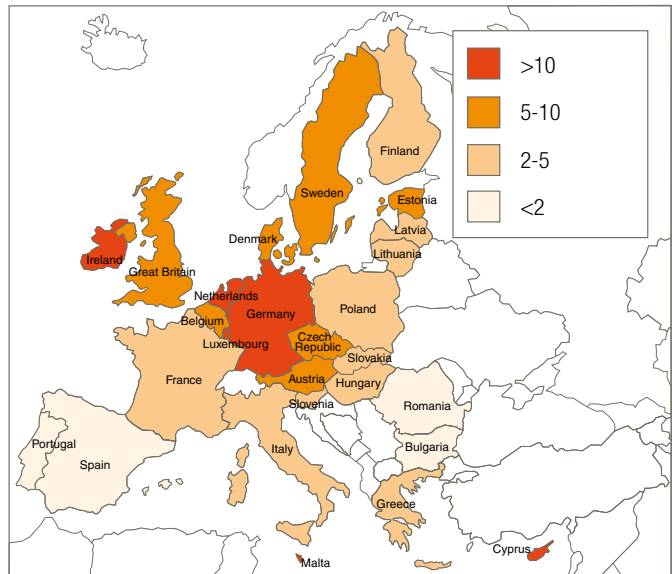 >10
5-10
2-5
<2
Finland
Sweden
Estonia
Latvia
Lithuania
Denmark
Ireland
Great Britain
Netherlands
Germany
Poland
Belgium
Luxembourg
Czech
Republic
Slovakia
France
Austria
Hungary
Slovenia
Romania
Portugal
Spain
Italy
Bulgaria
Greece
Cyprus
Malta